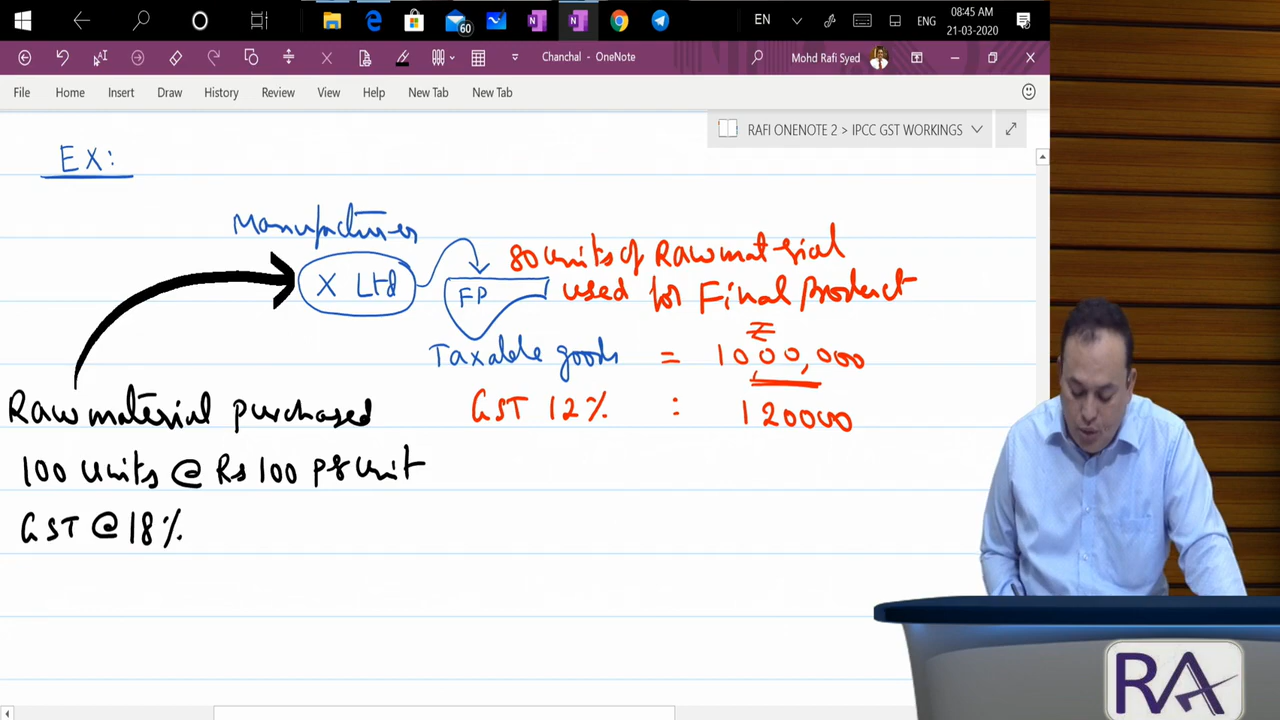 EN
ENG
08:45 AM
21-03-2020
60
Chanchal - OneNote
Mohd Rafi Syed
File Home Insert Draw History Review View Help New Tab New Tab
RAFI ONENOTE 2 > IPCC GST WORKINGS
EX:
Manufacturer
X Ltd
FP
80 units of Raw material
used for Final Product
Taxable goods = 10,00,000
GST 12% : 120000
Raw material purchased
100 units @ Rs 100 per unit
GST @ 18%
RA